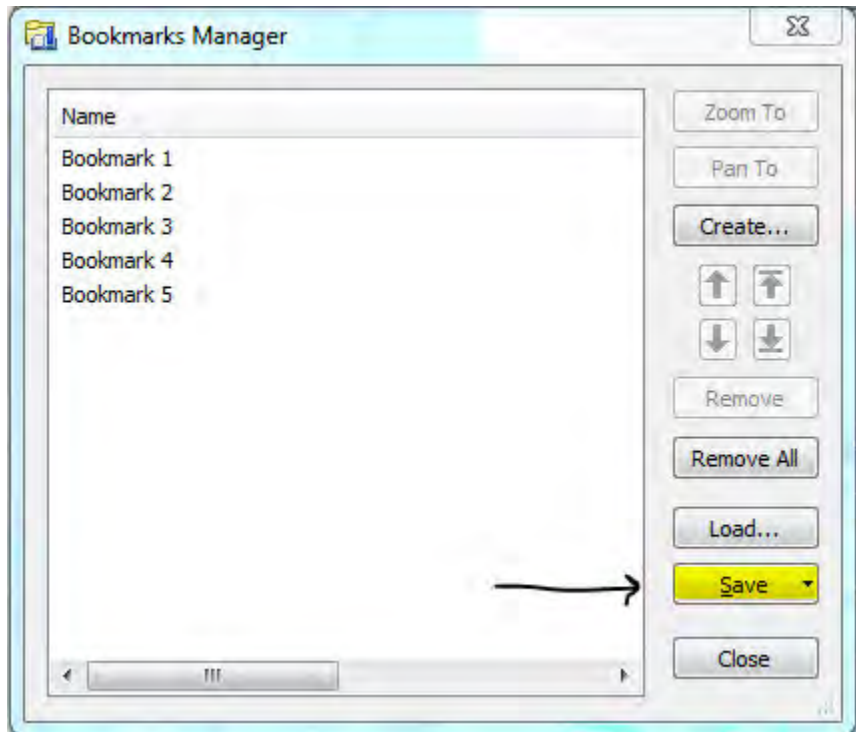 Bookmarks Manager
Name
Bookmark 1
Bookmark 2
Bookmark 3
Bookmark 4
Bookmark 5
Zoom To
Pan To
Create...
Remove
Remove All
Load...
Save
Close